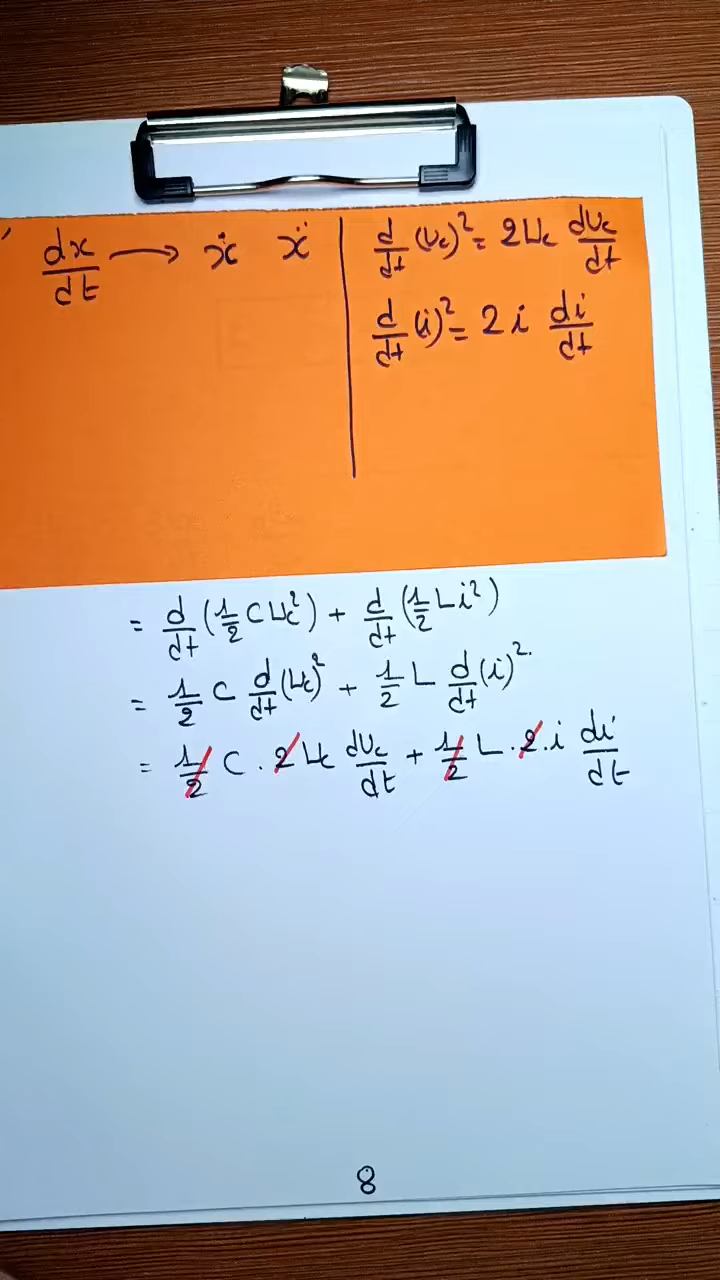 dx/dt → ẋ ẍ
d/dt (Uc)² = 2Uc dUc/dt
d/dt (i)² = 2i di/dt
= d/dt (1/2 CUc²) + d/dt (1/2 Li²)
= 1/2 C d/dt (Uc)² + 1/2 L d/dt (i)².
= 1/2 C . 2Uc dUc/dt + 1/2 L . 2 . i di/dt
8